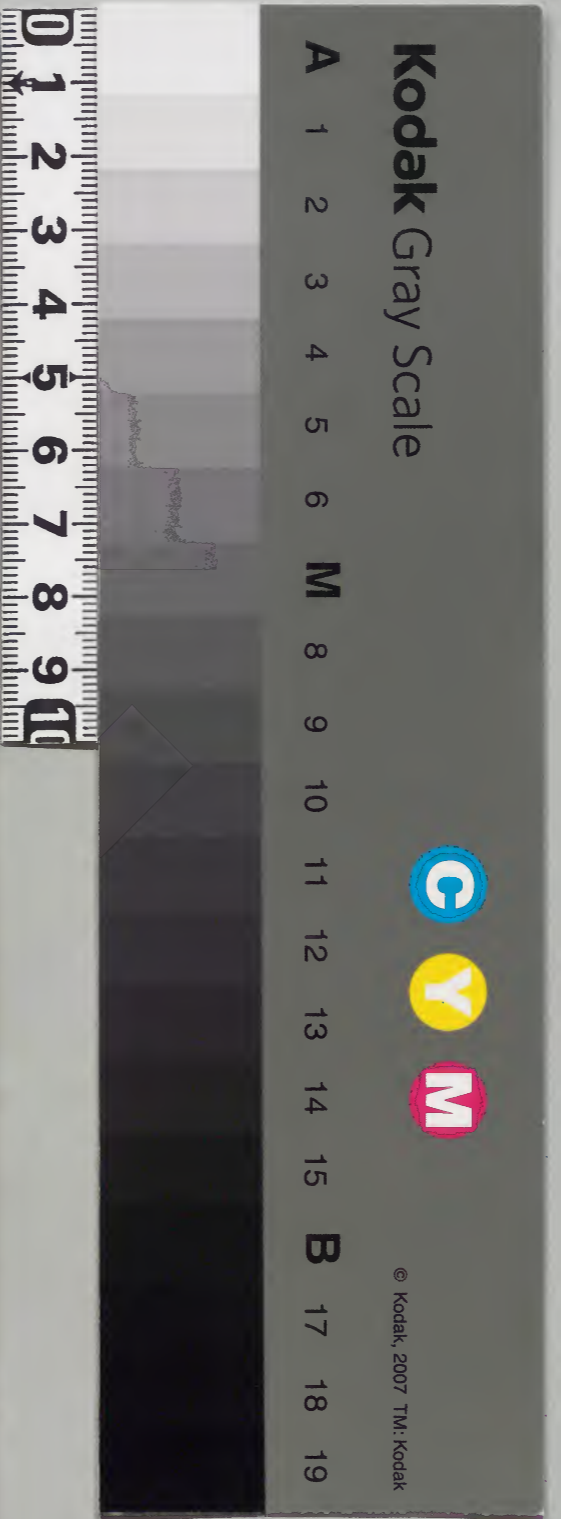 Kodak Gray Scale
C Y M
© Kodak, 2007 TM: Kodak
A 1 2 3 4 5 6 M 8 9 10 11 12 13 14 15 B 17 18 19
0 1 2 3 4 5 6 7 8 9 10